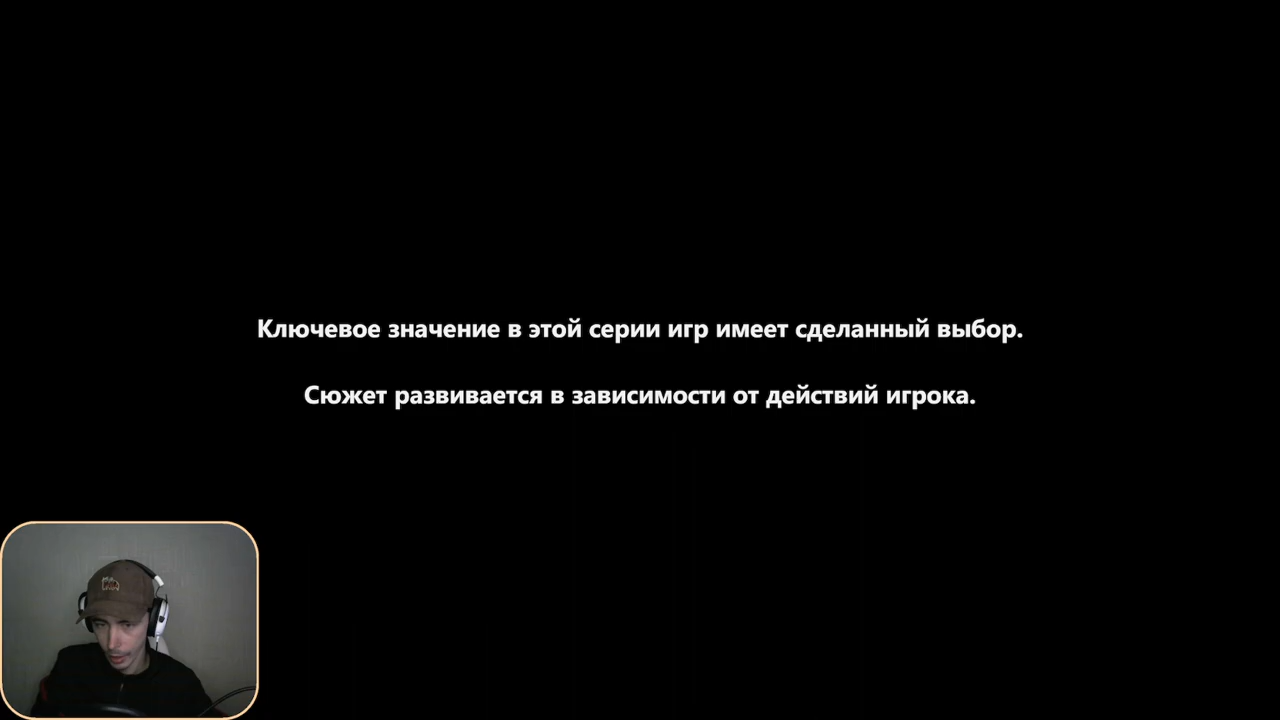 Ключевое значение в этой серии игр имеет сделанный выбор.
Сюжет развивается в зависимости от действий игрока.